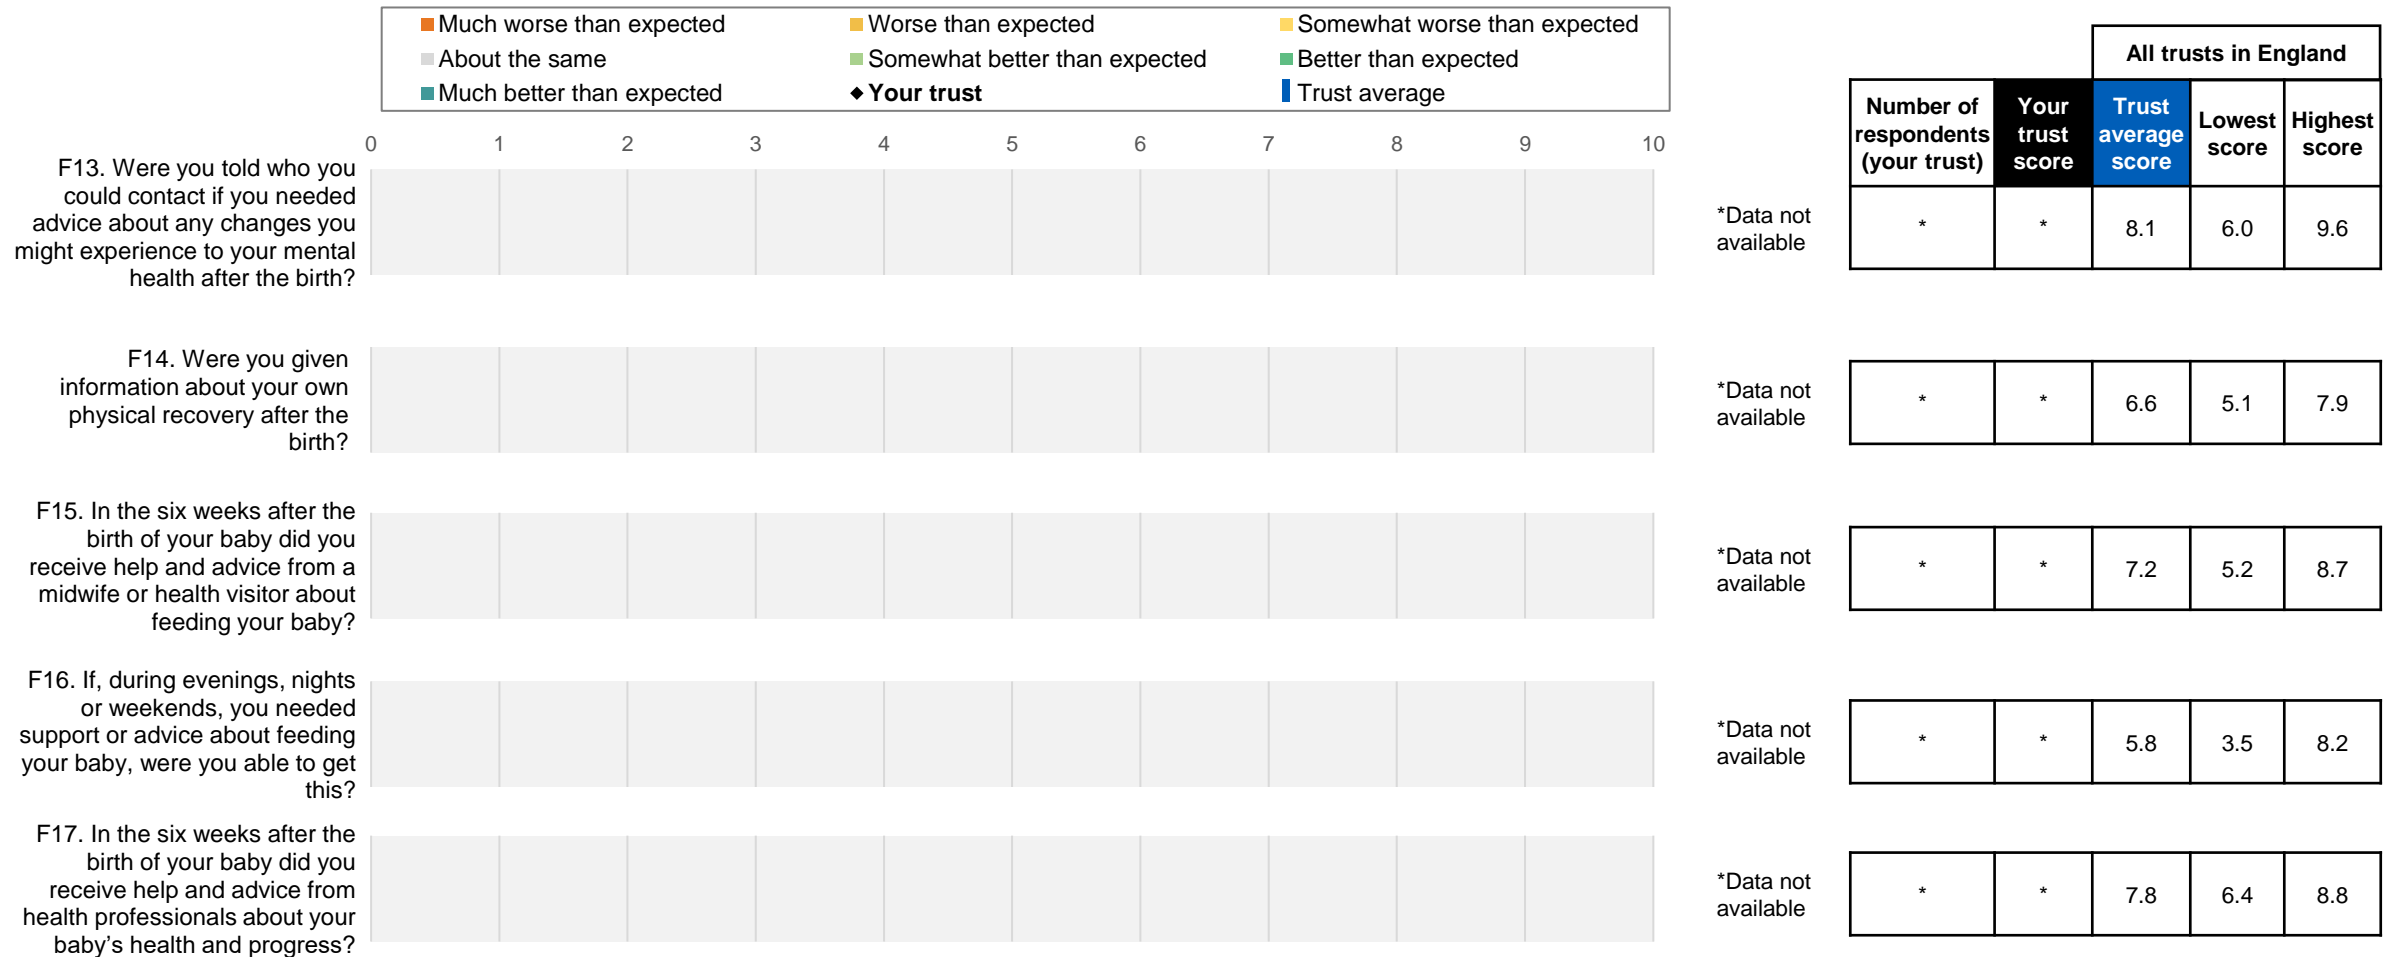 Much worse than expected
Worse than expected
Somewhat worse than expected
About the same
Somewhat better than expected
Better than expected
Much better than expected
Your trust
Trust average
All trusts in England
Number of
respondents
(your trust)
Your
trust
score
Trust
average
score
Lowest
score
Highest
score
0 1 2 3 4 5 6 7 8 9 10
F13. Were you told who you
could contact if you needed
advice about any changes you
might experience to your mental
health after the birth?
*Data not
available
* * 8.1 6.0 9.6
F14. Were you given
information about your own
physical recovery after the
birth?
*Data not
available
* * 6.6 5.1 7.9
F15. In the six weeks after the
birth of your baby did you
receive help and advice from a
midwife or health visitor about
feeding your baby?
*Data not
available
* * 7.2 5.2 8.7
F16. If, during evenings, nights
or weekends, you needed
support or advice about feeding
your baby, were you able to get
this?
*Data not
available
* * 5.8 3.5 8.2
F17. In the six weeks after the
birth of your baby did you
receive help and advice from
health professionals about your
baby’s health and progress?
*Data not
available
* * 7.8 6.4 8.8